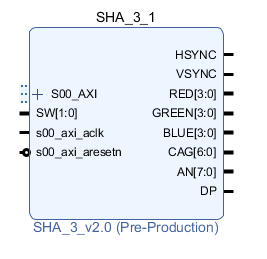 SHA_3_1
HSYNC
VSYNC
S00_AXI
RED[3:0]
SW[1:0]
GREEN[3:0]
s00_axi_aclk
BLUE[3:0]
s00_axi_aresetn
CAG[6:0]
AN[7:0]
DP
SHA_3_v2.0 (Pre-Production)